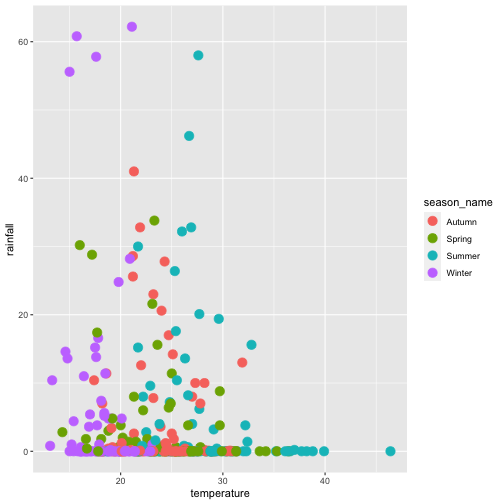 60
40
20
0
rainfall
20
30
40
temperature
season_name
Autumn
Spring
Summer
Winter